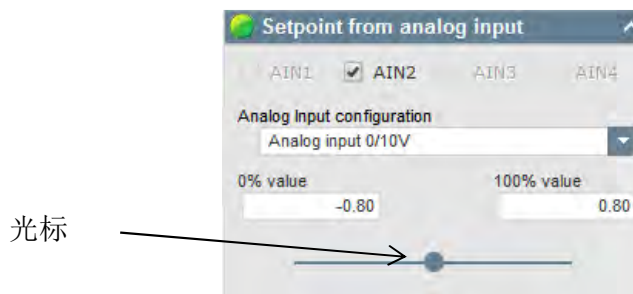 Setpoint from analog input
AIN1 AIN2 AIN3 AIN4
Analog Input configuration
Analog input 0/10V
0% value 100% value
-0.80 0.80
光标